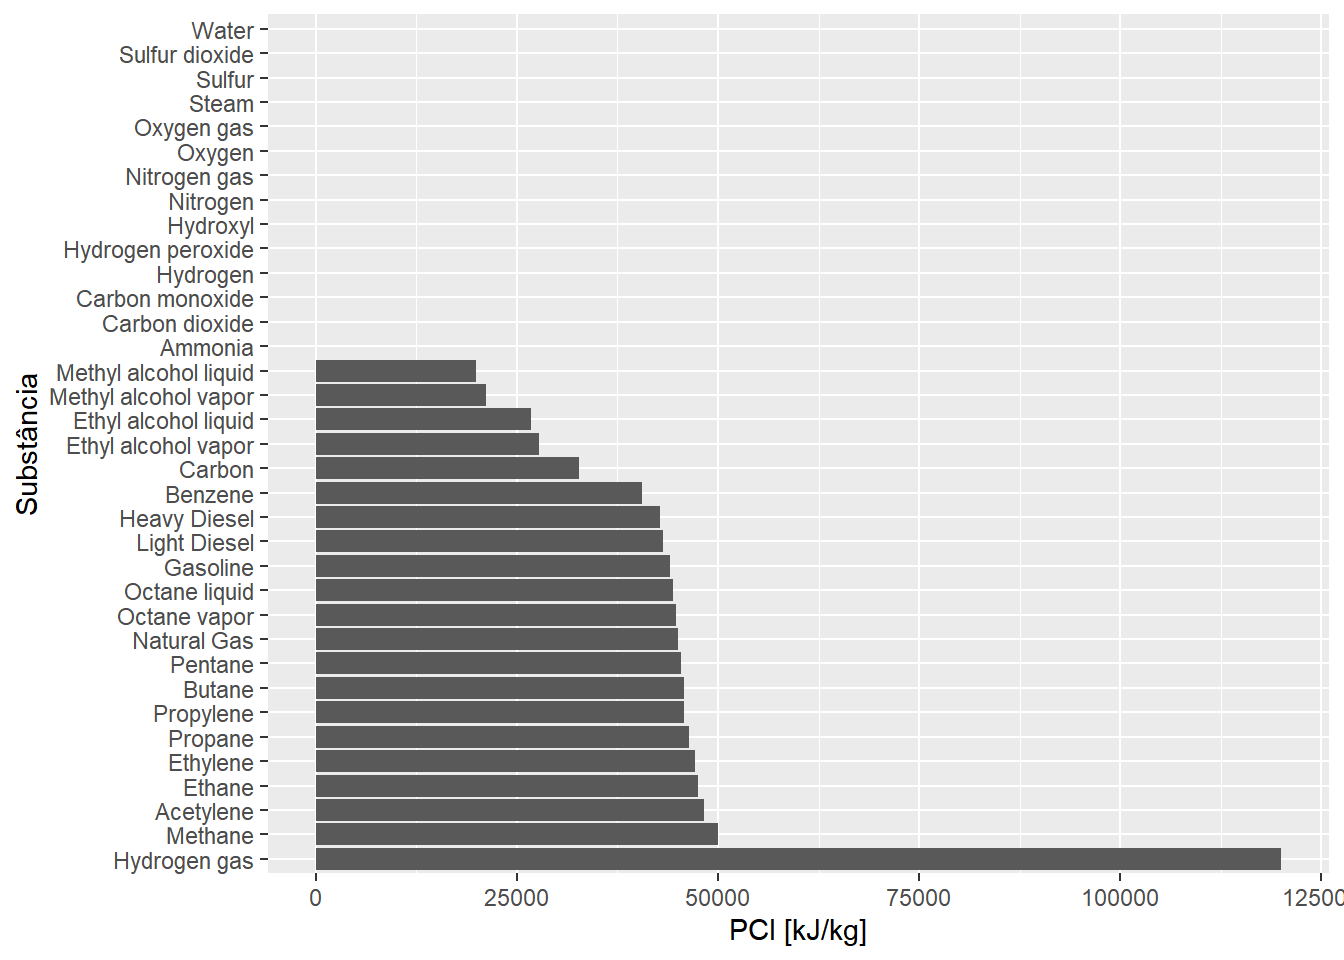 Water
Sulfur dioxide
Sulfur
Steam
Oxygen gas
Oxygen
Nitrogen gas
Nitrogen
Hydroxyl
Hydrogen peroxide
Hydrogen
Carbon monoxide
Carbon dioxide
Ammonia
Methyl alcohol liquid
Methyl alcohol vapor
Ethyl alcohol liquid
Ethyl alcohol vapor
Carbon
Benzene
Heavy Diesel
Light Diesel
Gasoline
Octane liquid
Octane vapor
Natural Gas
Pentane
Butane
Propylene
Propane
Ethylene
Ethane
Acetylene
Methane
Hydrogen gas
Substância
0 25000 50000 75000 100000 12500
PCI [kJ/kg]